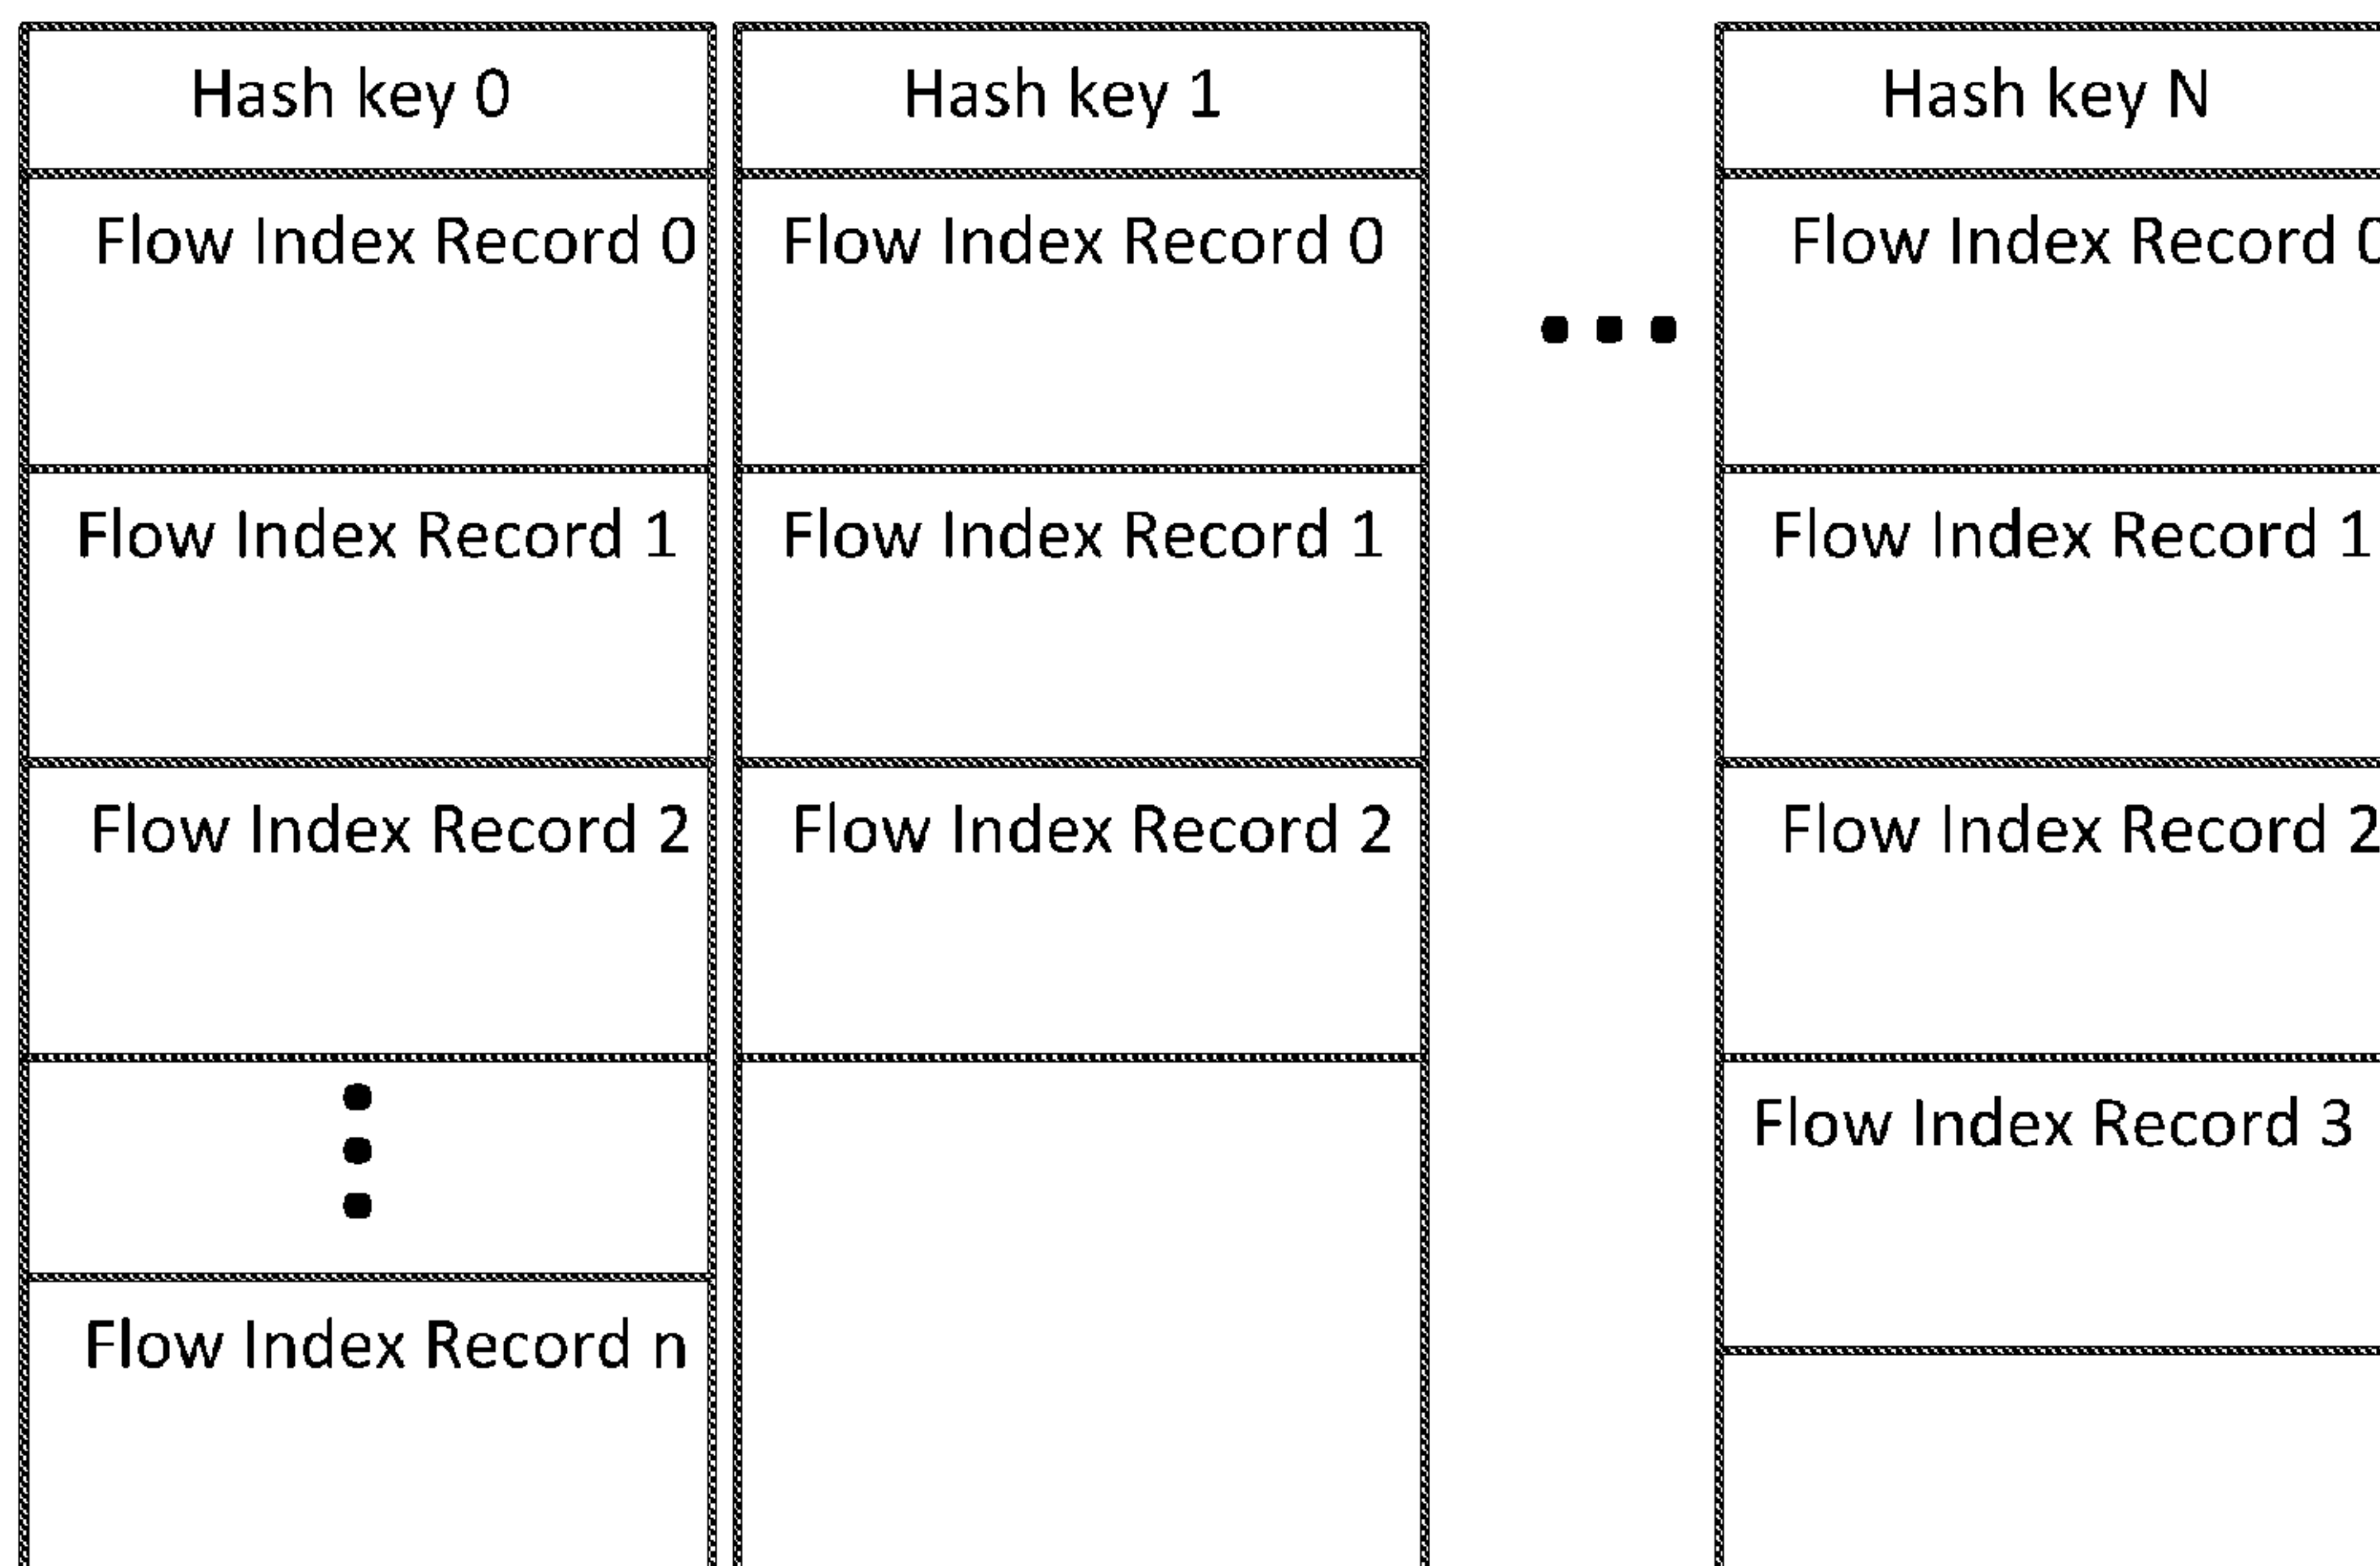 Hash key 0
Flow Index Record 0
Flow Index Record 1
Flow Index Record 2
Flow Index Record n
Hash key 1
Flow Index Record 0
Flow Index Record 1
Flow Index Record 2
Hash key N
Flow Index Record 0
Flow Index Record 1
Flow Index Record 2
Flow Index Record 3